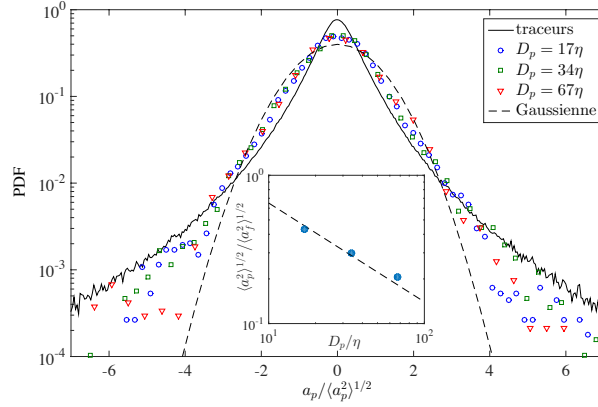 10^0
10^-1
10^-2
10^-3
10^-4
PDF
-6 -4 -2 0 2 4 6
a_p/⟨a_p^2⟩^1/2
traceurs
D_p = 17η
D_p = 34η
D_p = 67η
Gaussienne
10^0
10^-1
⟨a_p^2⟩^1/2/⟨a_f^2⟩^1/2
10^1 10^2
D_p/η